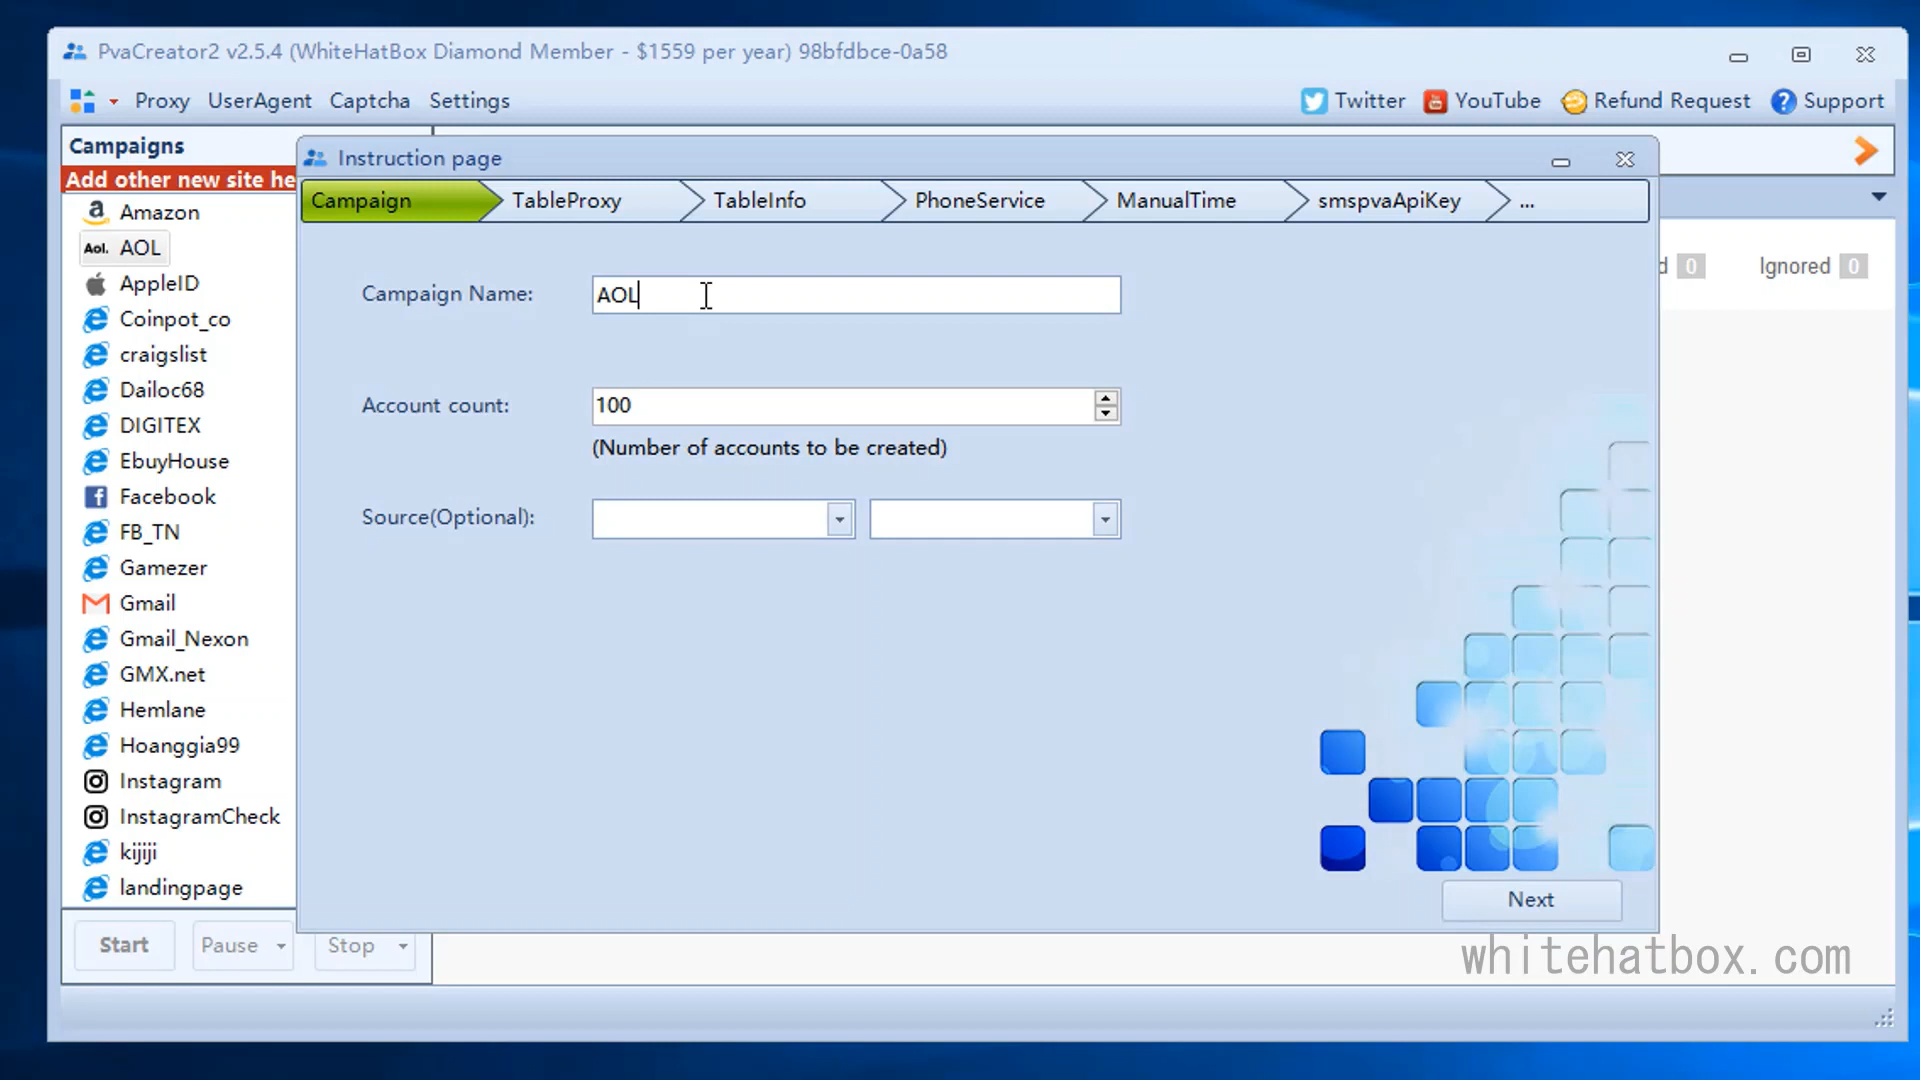 PvaCreator2 v2.5.4 (WhiteHatBox Diamond Member - $1559 per year) 98bfdbce-0a58
Proxy UserAgent Captcha Settings Twitter YouTube Refund Request Support
Campaigns
Add other new site he
Amazon
Aol. AOL
AppleID
Coinpot_co
craigslist
Dailoc68
DIGITEX
EbuyHouse
Facebook
FB_TN
Gamezer
Gmail
Gmail_Nexon
GMX.net
Hemlane
Hoanggia99
Instagram
InstagramCheck
kijiji
landingpage
Start Pause Stop
Instruction page
Campaign TableProxy TableInfo PhoneService ManualTime smspvaApiKey ...
Campaign Name: AOL
Account count: 100
(Number of accounts to be created)
Source(Optional):
Next
d 0 Ignored 0
whitehatbox.com